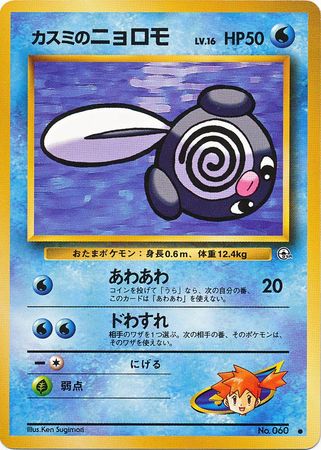 カスミのニョロモ LV.16 HP50
おたまポケモン：身長0.6m、体重12.4kg
あわあわ 20
コインを投げて「うら」なら、次の自分の番、
このカードは「あわあわ」を使えない。
ドわすれ
相手のワザを1つ選ぶ。次の相手の番、そのポケモンは、
そのワザを使えない。
にげる
弱点
Illus.Ken Sugimori No.060